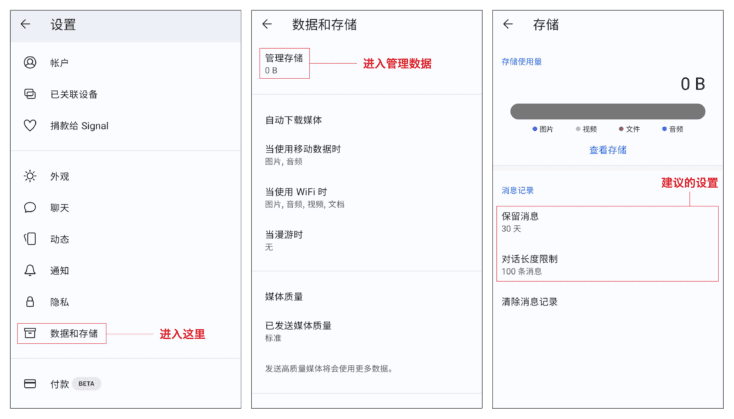 设置
帐户
已关联设备
捐款给 Signal
外观
聊天
动态
通知
隐私
数据和存储
进入这里
付款 BETA
数据和存储
管理存储
0 B
进入管理数据
自动下载媒体
当使用移动数据时
图片, 音频
当使用 WiFi 时
图片, 音频, 视频, 文档
当漫游时
无
媒体质量
已发送媒体质量
标准
发送高质量媒体将会使用更多数据。
存储
存储使用量
0 B
图片 视频 文件 音频
查看存储
建议的设置
消息记录
保留消息
30 天
对话长度限制
100 条消息
清除消息记录